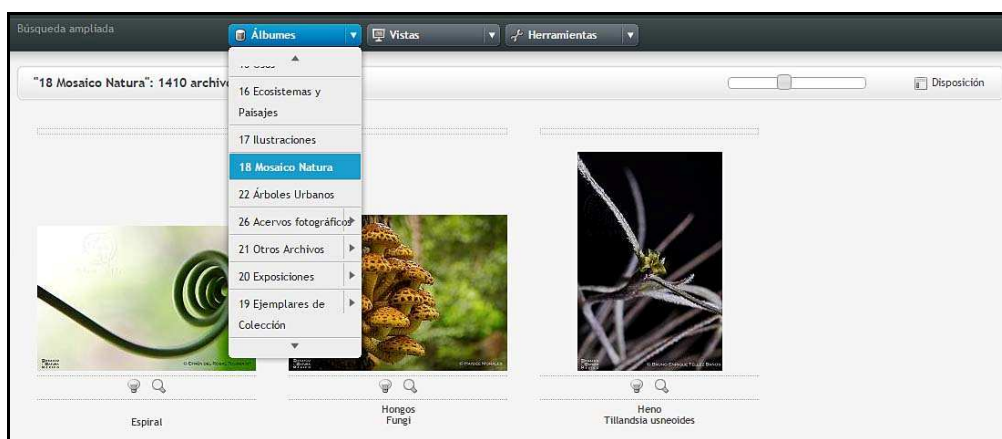 Búsqueda ampliada
Álbumes
Vistas
Herramientas
"18 Mosaico Natura": 1410 archivo
Disposición
16 Ecosistemas y
Paisajes
17 Ilustraciones
18 Mosaico Natura
22 Árboles Urbanos
26 Acervos fotográficos
21 Otros Archivos
20 Exposiciones
19 Ejemplares de
Colección
Espiral
Hongos
Fungi
Heno
Tillandsia usneoides